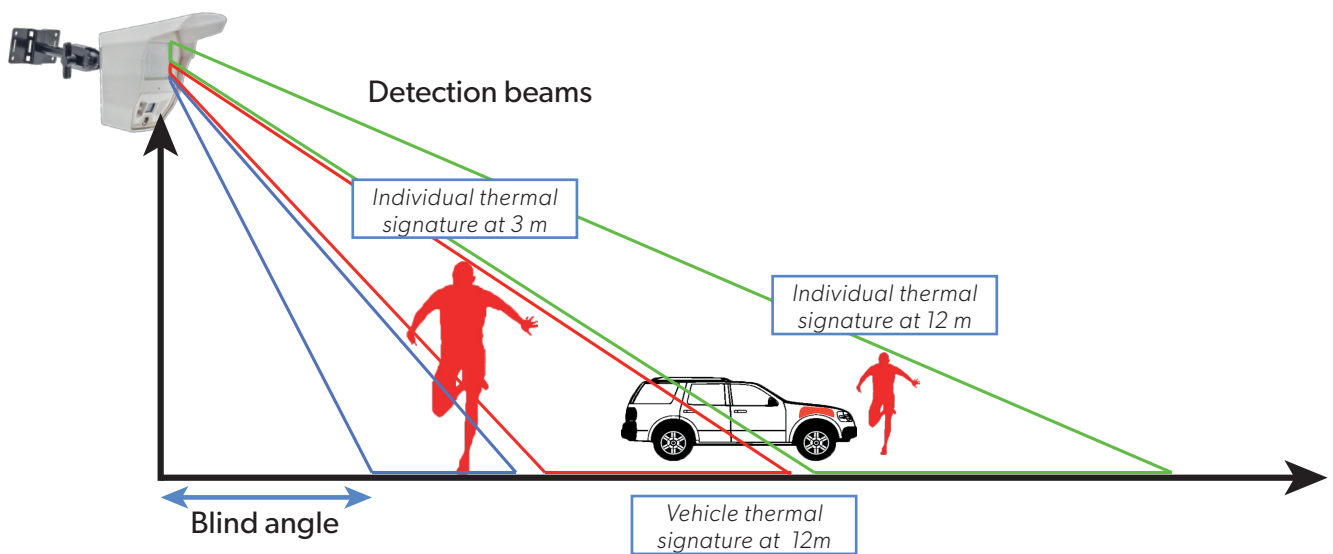 Detection beams
Individual thermal
signature at 3 m
Individual thermal
signature at 12 m
Blind angle
Vehicle thermal
signature at 12m